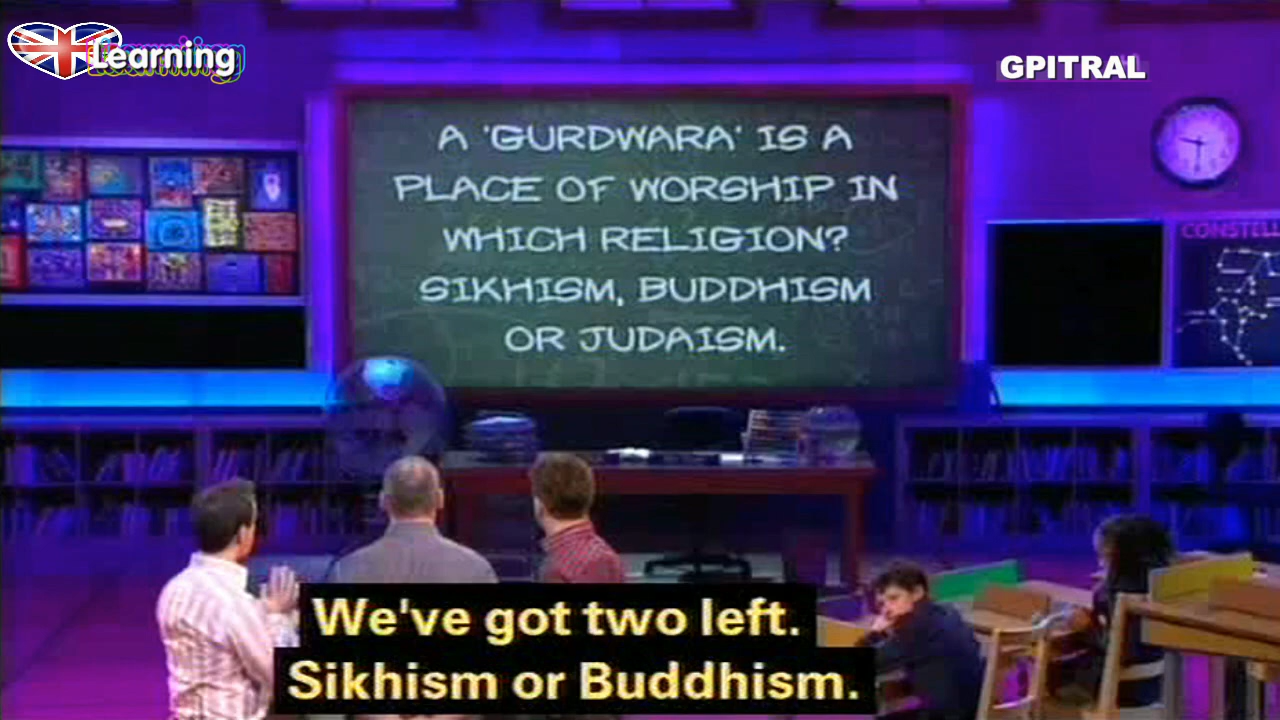 Learning
GPITRAL
A 'GURDWARA' IS A
PLACE OF WORSHIP IN
WHICH RELIGION?
SIKHISM, BUDDHISM
OR JUDAISM.
CONSTELL
We've got two left.
Sikhism or Buddhism.